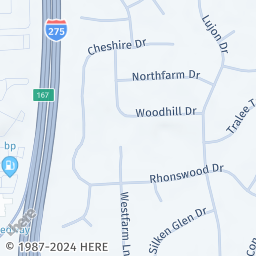 275
Cheshire Dr
Lujon Dr
Northfarm Dr
167
Woodhill Dr
bp
Rhonswood Dr
Westfarm Ln
Silken Glen Dr
here
© 1987-2024 HERE